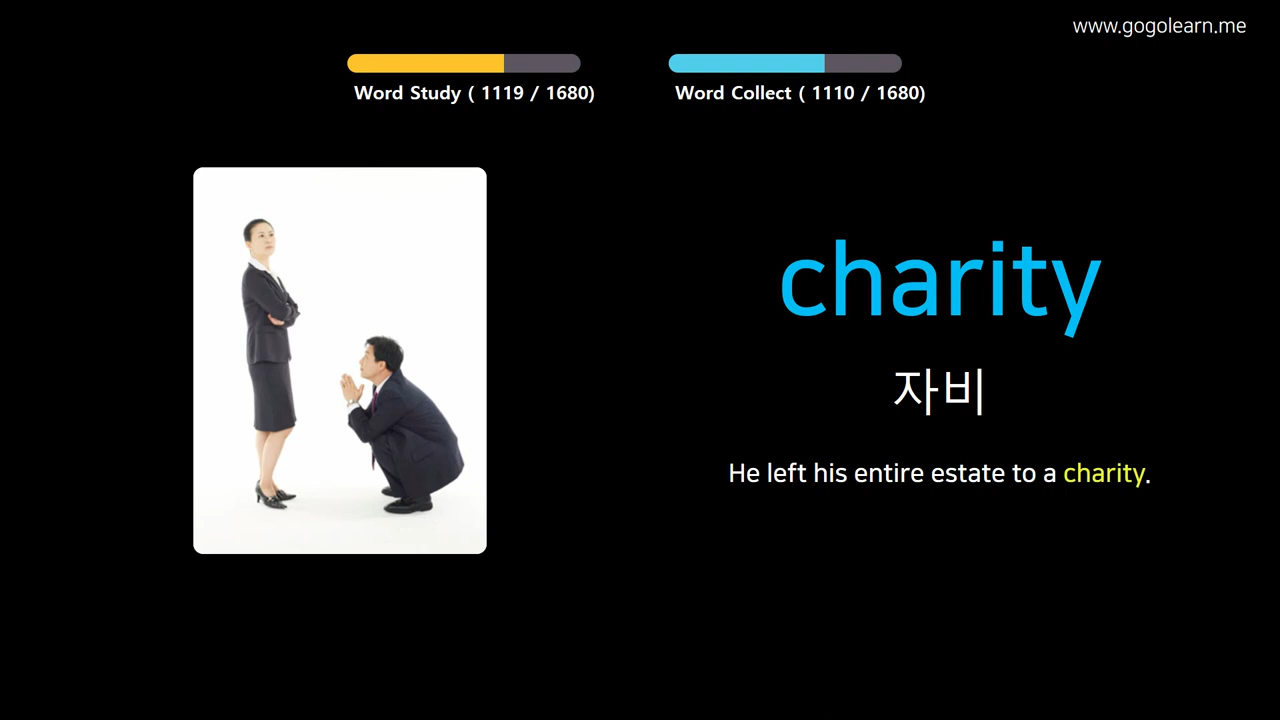 www.gogolearn.me
Word Study ( 1119 / 1680)
Word Collect ( 1110 / 1680)
charity
자비
He left his entire estate to a charity.